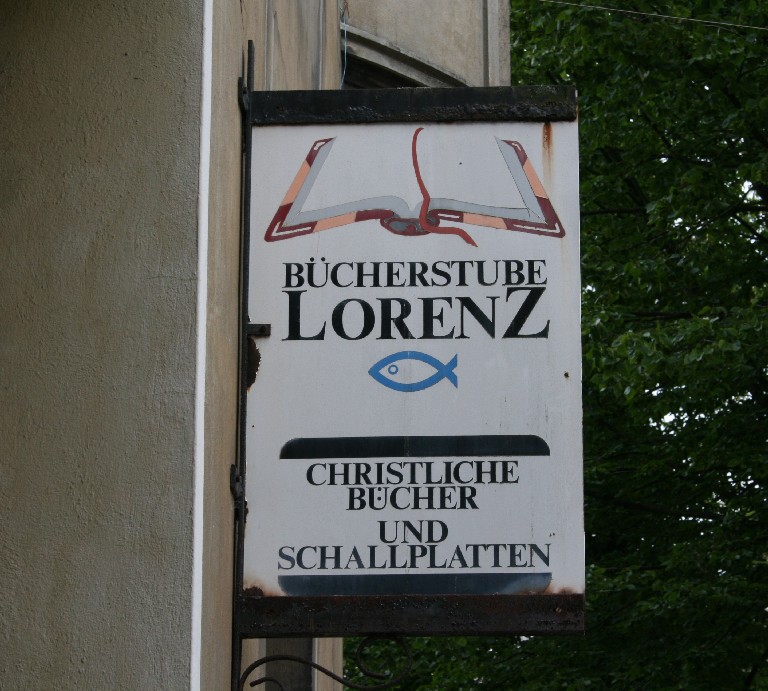 BÜCHERSTUBE
LORENZ
CHRISTLICHE
BÜCHER
UND
SCHALLPLATTEN